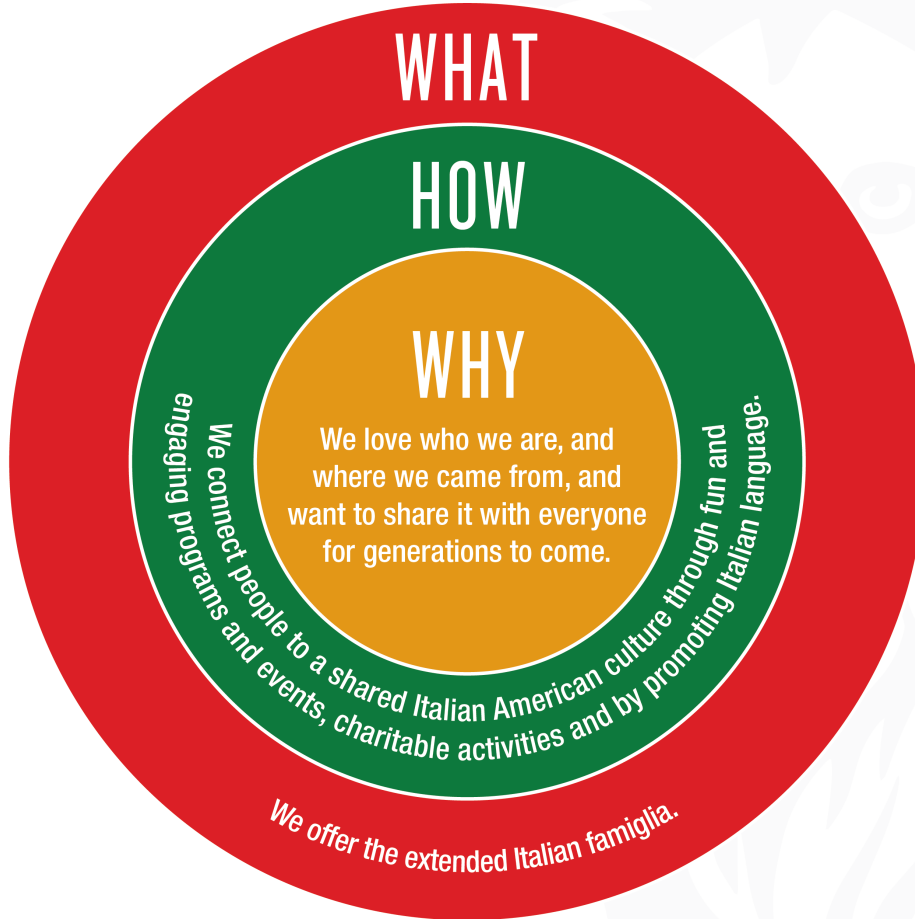 WHAT
HOW
WHY
We love who we are, and
where we came from, and
want to share it with everyone
for generations to come.
We connect people to a shared Italian American culture through fun and
engaging programs and events, charitable activities and by promoting Italian language.
We offer the extended Italian famiglia.